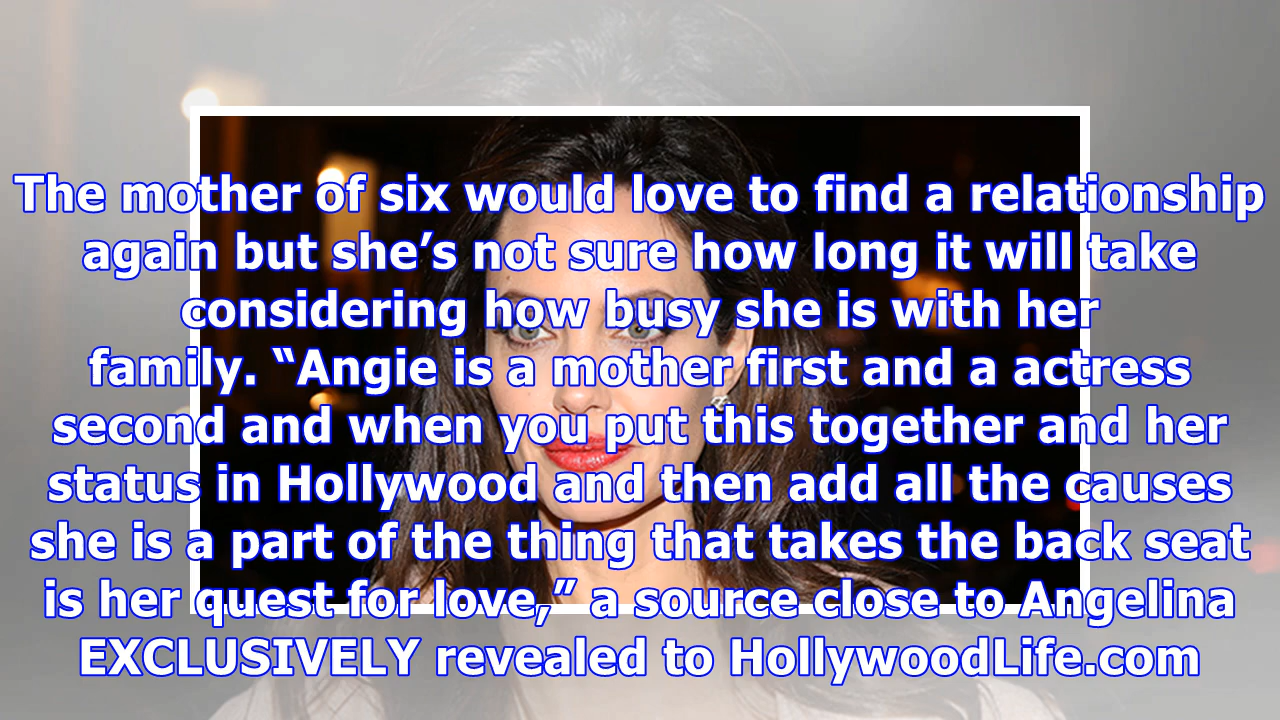 The mother of six would love to find a relationship
again but she’s not sure how long it will take
considering how busy she is with her
family. “Angie is a mother first and a actress
second and when you put this together and her
status in Hollywood and then add all the causes
she is a part of the thing that takes the back seat
is her quest for love,” a source close to Angelina
EXCLUSIVELY revealed to HollywoodLife.com